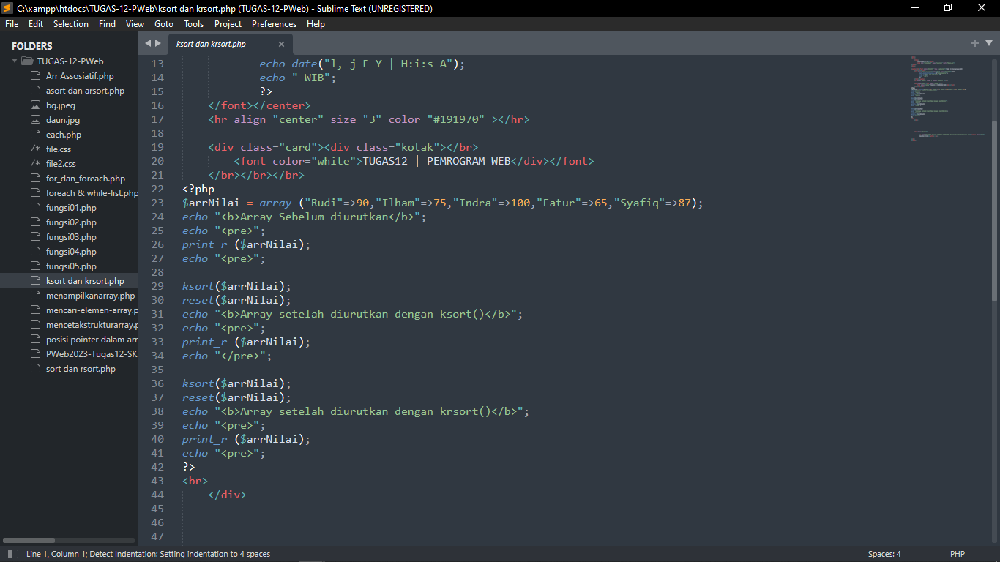 C:\xampp\htdocs\TUGAS-12-PWeb\ksort dan krsort.php (TUGAS-12-PWeb) - Sublime Text (UNREGISTERED)
File Edit Selection Find View Goto Tools Project Preferences Help
FOLDERS
TUGAS-12-PWeb
Arr Assosiatif.php
asort dan arsort.php
bg.jpeg
daun.jpg
each.php
file.css
file2.css
for_dan_foreach.php
foreach & while-list.php
fungsi01.php
fungsi02.php
fungsi03.php
fungsi04.php
fungsi05.php
ksort dan krsort.php
menampilkanarray.php
mencari-elemen-array.p
mencetakstrukturarray.p
posisi pointer dalam arr
PWeb2023-Tugas12-SK
sort dan rsort.php
ksort dan krsort.php
13 echo date("l, j F Y | H:i:s A");
14 echo " WIB";
15 ?>
16 </font></center>
17 <hr align="center" size="3" color="#191970" ></hr>
18
19 <div class="card"><div class="kotak"></br>
20 <font color="white">TUGAS12 | PEMROGRAM WEB</div></font>
21 </br></br></br>
22 <?php
23 $arrNilai = array ("Rudi"=>90,"Ilham"=>75,"Indra"=>100,"Fatur"=>65,"Syafiq"=>87);
24 echo "<b>Array Sebelum diurutkan</b>";
25 echo "<pre>";
26 print_r ($arrNilai);
27 echo "<pre>";
28
29 ksort($arrNilai);
30 reset($arrNilai);
31 echo "<b>Array setelah diurutkan dengan ksort()</b>";
32 echo "<pre>";
33 print_r ($arrNilai);
34 echo "</pre>";
35
36 ksort($arrNilai);
37 reset($arrNilai);
38 echo "<b>Array setelah diurutkan dengan krsort()</b>";
39 echo "<pre>";
40 print_r ($arrNilai);
41 echo "<pre>";
42 ?>
43 <br>
44 </div>
45
46
47
Line 1, Column 1; Detect Indentation: Setting indentation to 4 spaces
Spaces: 4
PHP